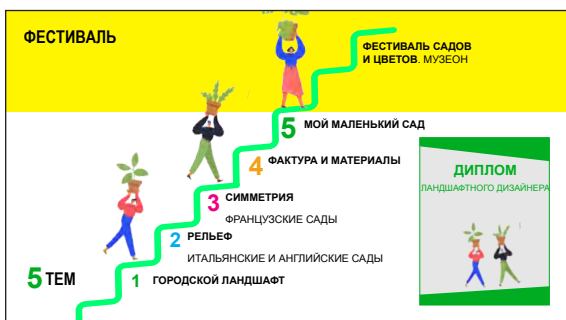 ФЕСТИВАЛЬ
ФЕСТИВАЛЬ САДОВ
И ЦВЕТОВ. МУЗЕОН
5 МОЙ МАЛЕНЬКИЙ САД
4 ФАКТУРА И МАТЕРИАЛЫ
3 СИММЕТРИЯ
ФРАНЦУЗСКИЕ САДЫ
2 РЕЛЬЕФ
ИТАЛЬЯНСКИЕ И АНГЛИЙСКИЕ САДЫ
5 ТЕМ
1 ГОРОДСКОЙ ЛАНДШАФТ
ДИПЛОМ
ЛАНДШАФТНОГО ДИЗАЙНЕРА